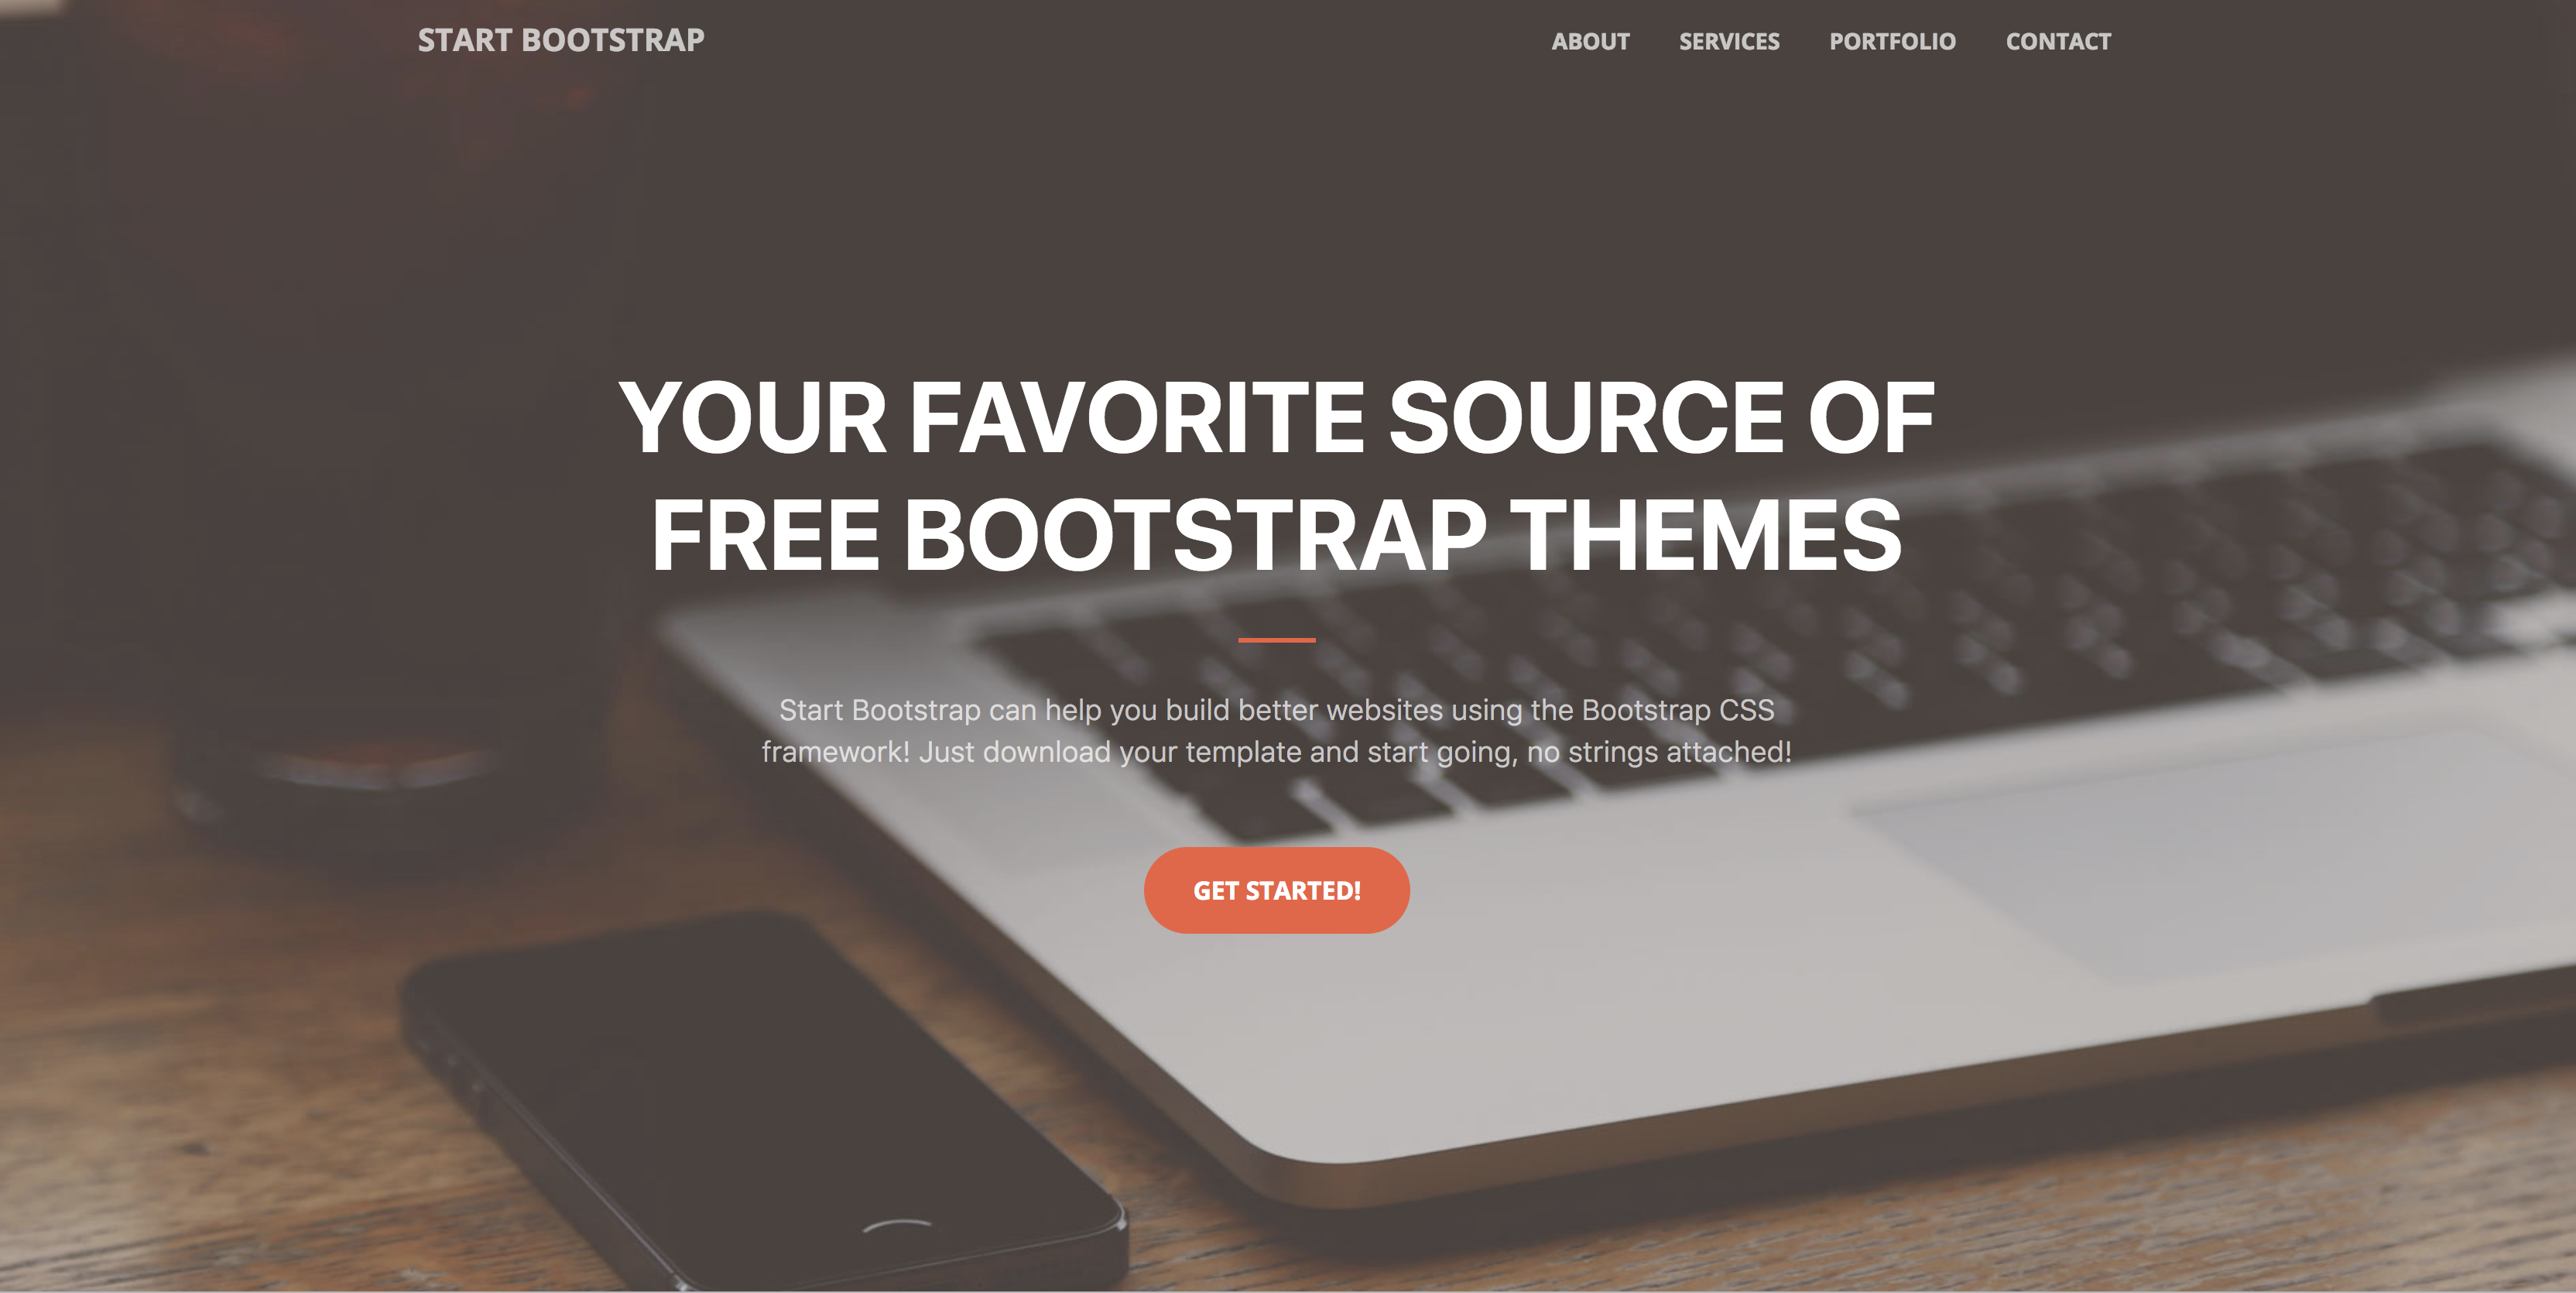 START BOOTSTRAP
ABOUT SERVICES PORTFOLIO CONTACT
YOUR FAVORITE SOURCE OF
FREE BOOTSTRAP THEMES
Start Bootstrap can help you build better websites using the Bootstrap CSS
framework! Just download your template and start going, no strings attached!
GET STARTED!